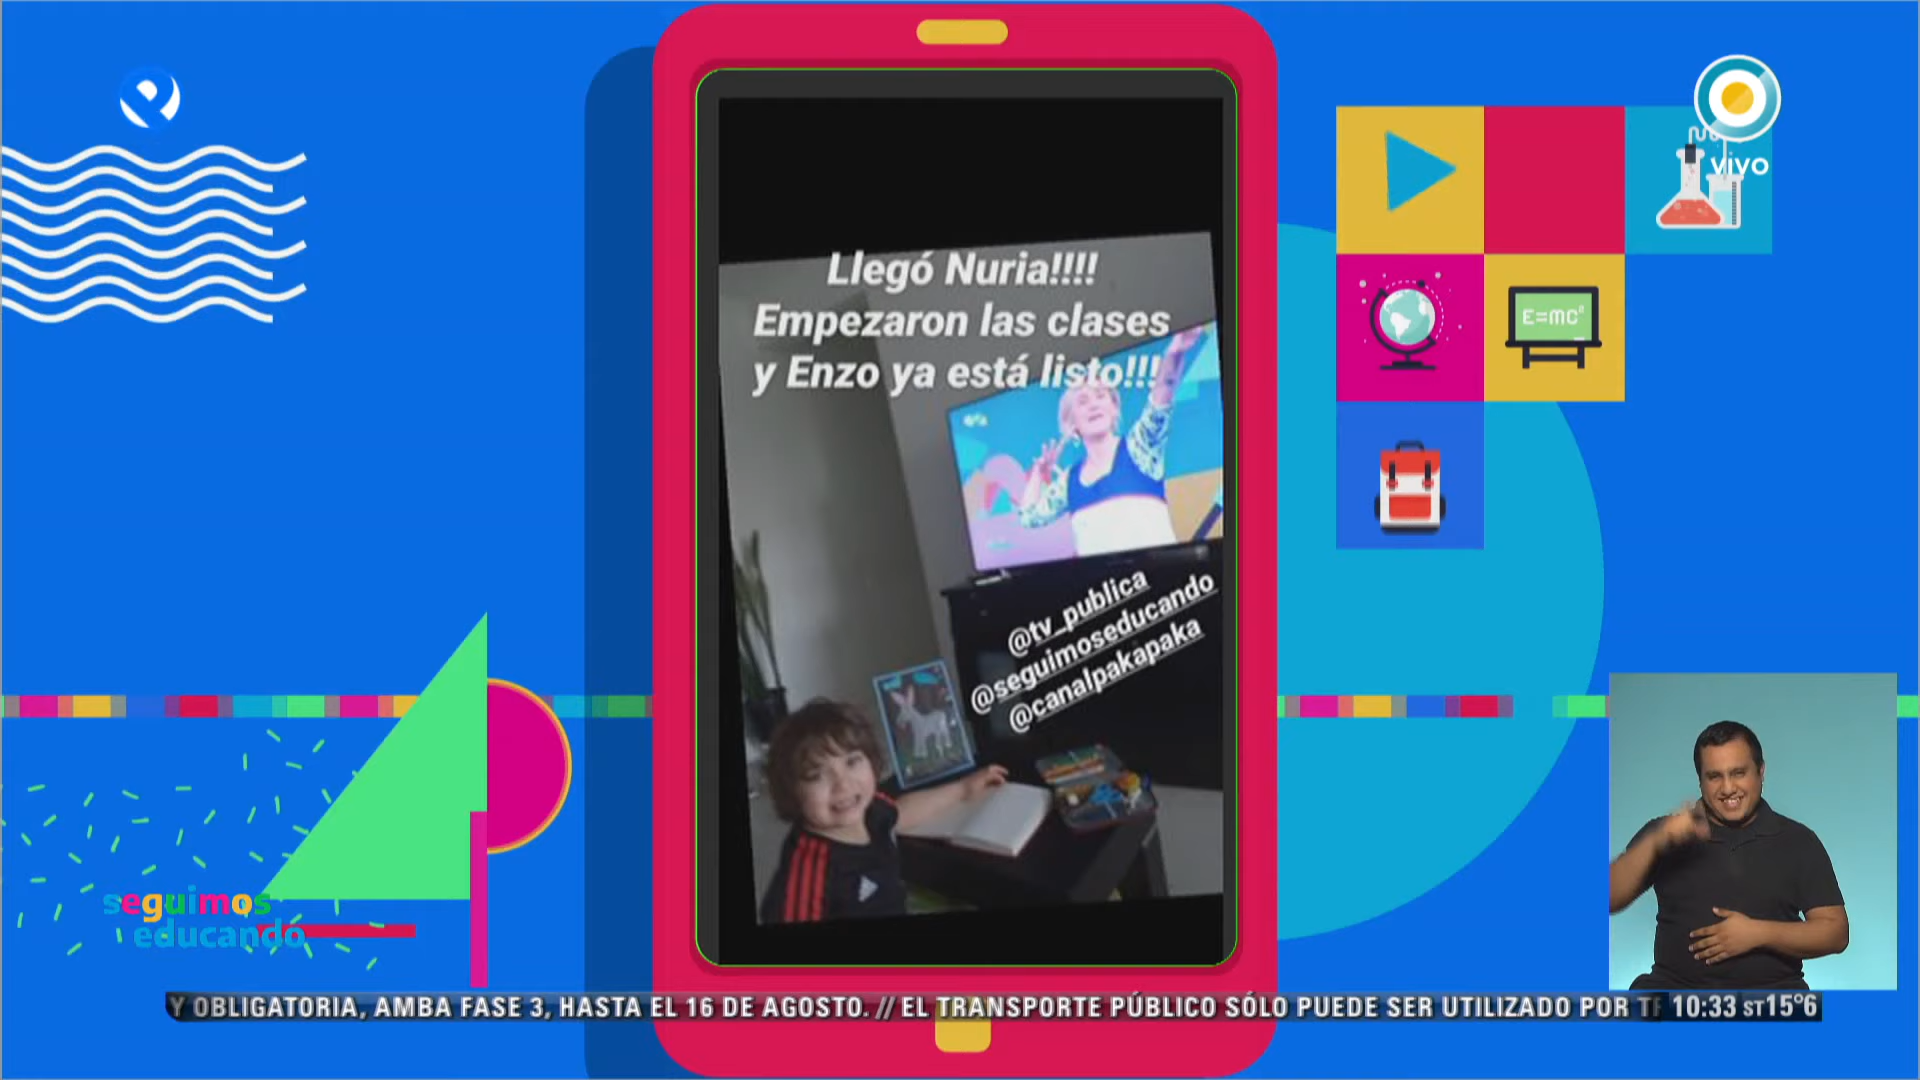 vivo
Llegó Nuria!!!!
Empezaron las clases
y Enzo ya está listo!!!
E=mc²
@tv_publica
@seguimoseducando
@canalpakapaka
seguimos
educando
Y OBLIGATORIA, AMBA FASE 3, HASTA EL 16 DE AGOSTO. // EL TRANSPORTE PÚBLICO SÓLO PUEDE SER UTILIZADO POR
10:33 ST15°6